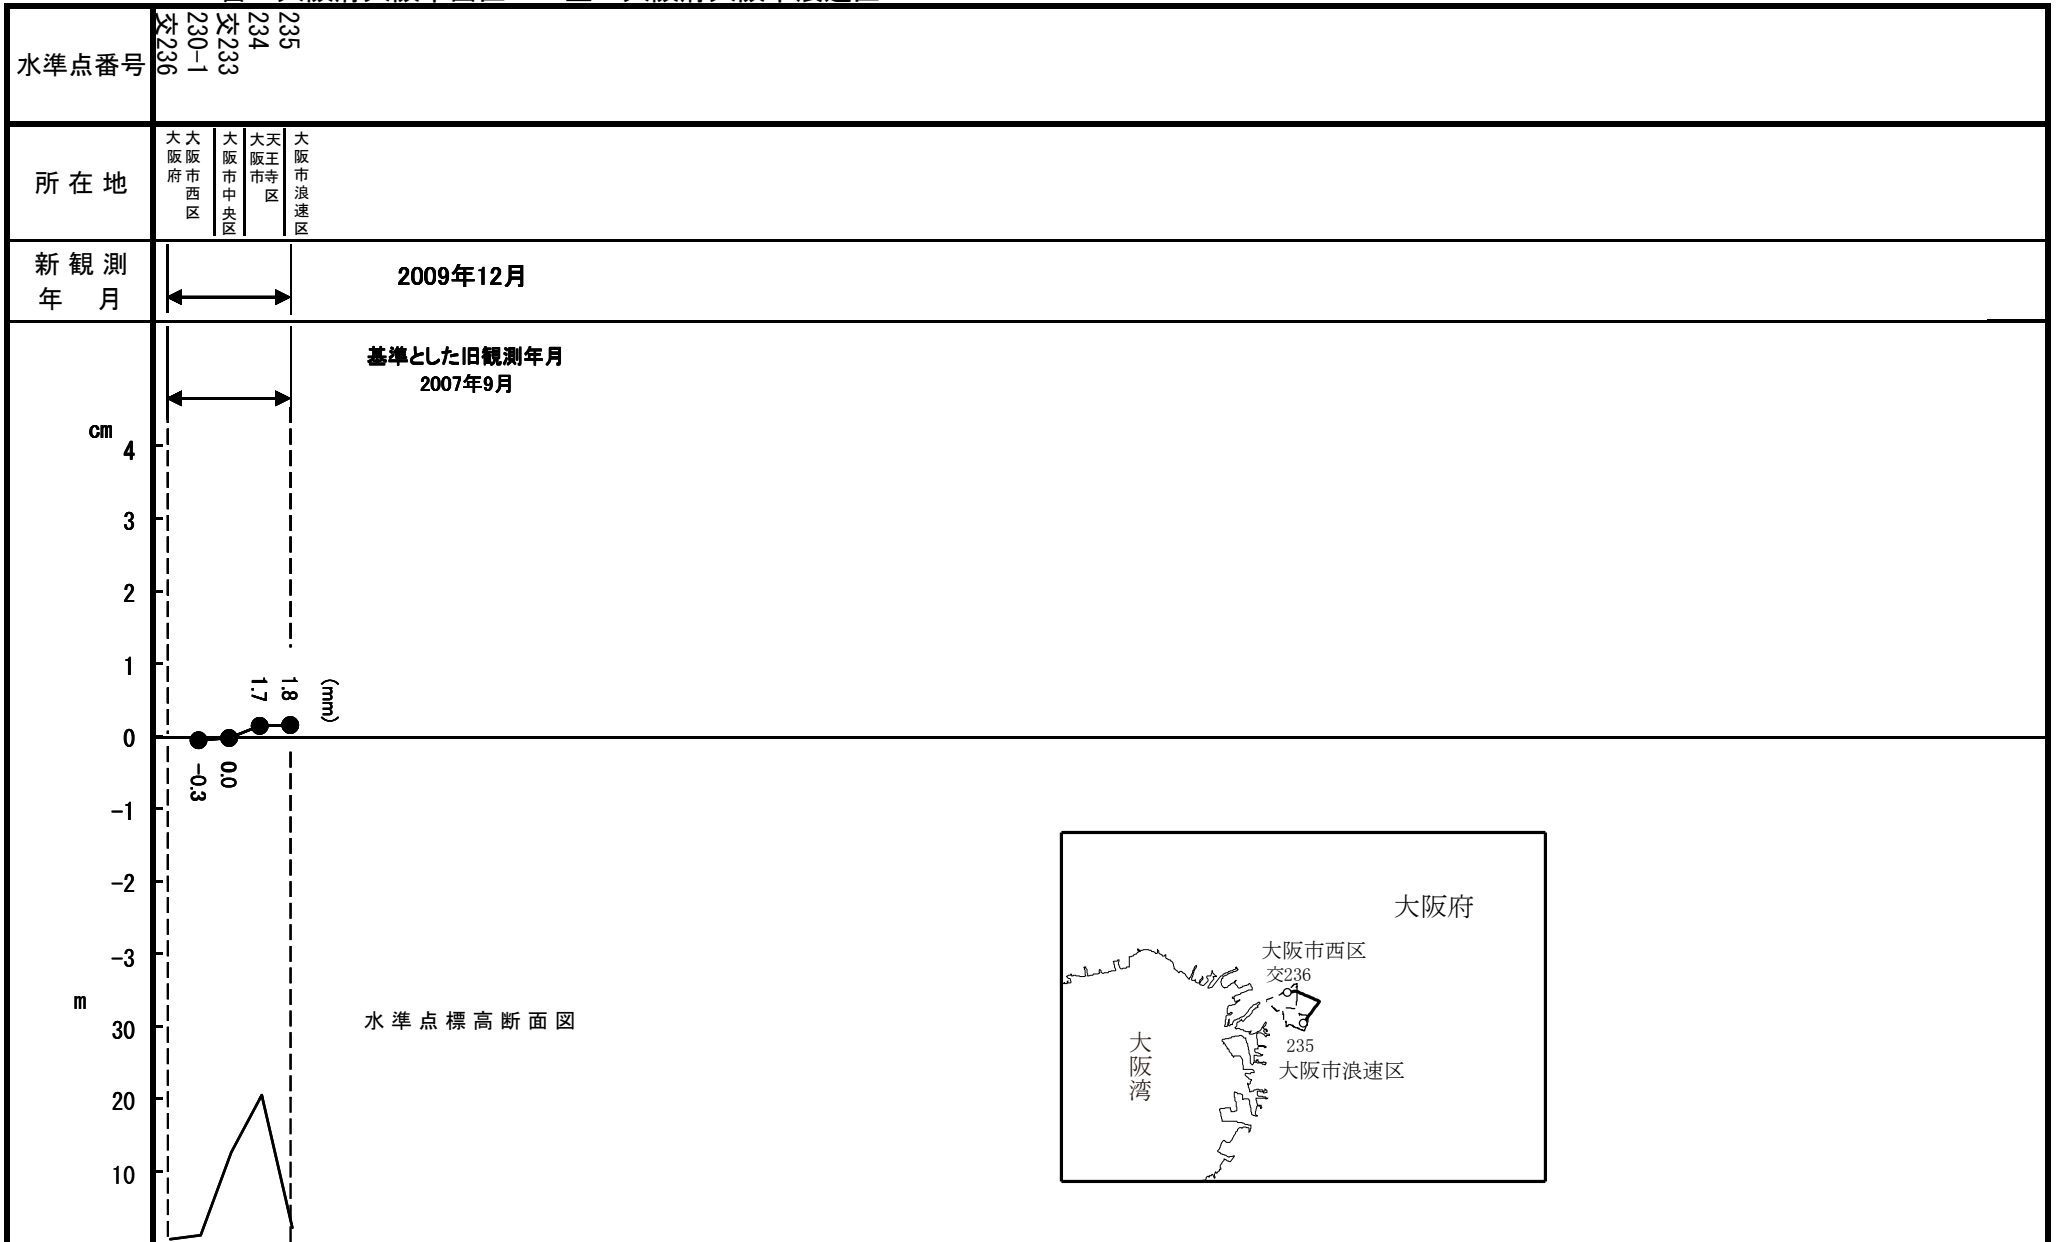 水準点番号
交236
230-1
交233
234
235
所在地
大阪府
大阪市西区
大阪市中央区
大阪市
天王寺区
大阪市浪速区
新観測
年 月
2009年12月
基準とした旧観測年月
2007年9月
cm
4
3
2
1
0
-1
-2
-3
-0.3
0.0
1.7
1.8
(mm)
m
30
20
10
水準点標高断面図
大阪府
大阪市西区
交236
235
大阪市浪速区
大阪湾